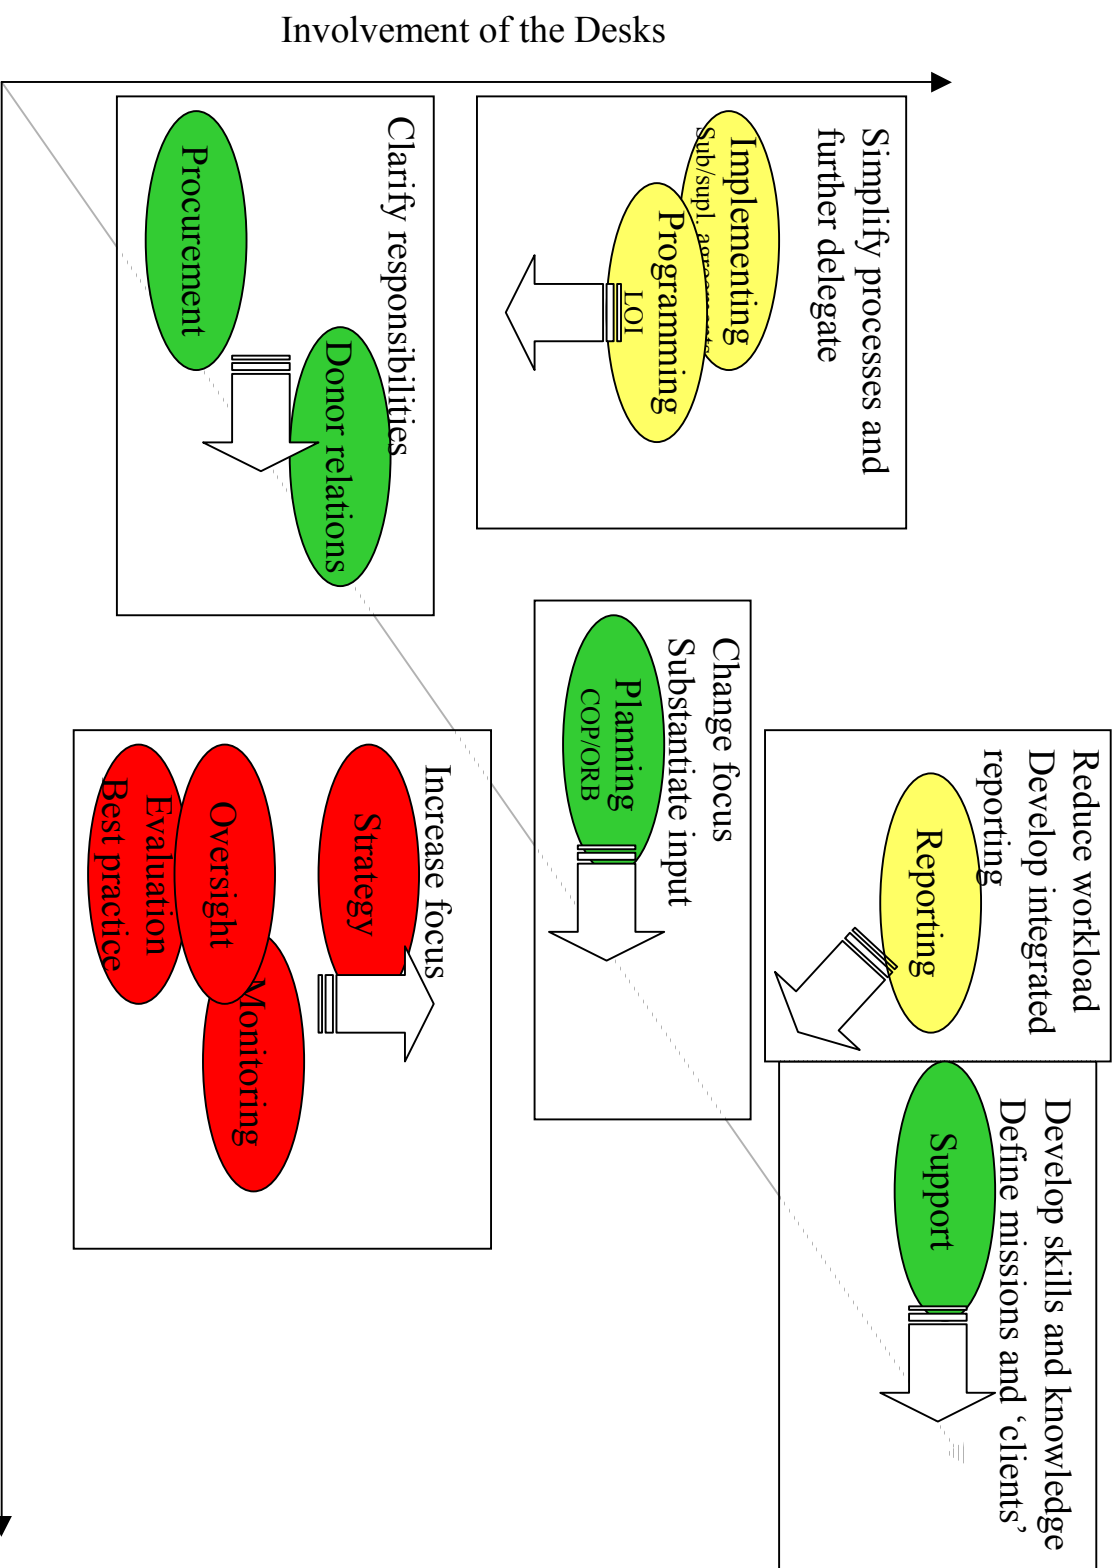 Involvement of the Desks
Simplify processes and
further delegate
Implementing
Sub/supl. agreements
Programming
LOI
Clarify responsibilities
Procurement
Donor relations
Change focus
Substantiate input
Planning
COP/ORB
Reduce workload
Develop integrated
reporting
Reporting
Increase focus
Strategy
Oversight
Evaluation
Best practice
Monitoring
Develop skills and knowledge
Define missions and ‘clients’
Support